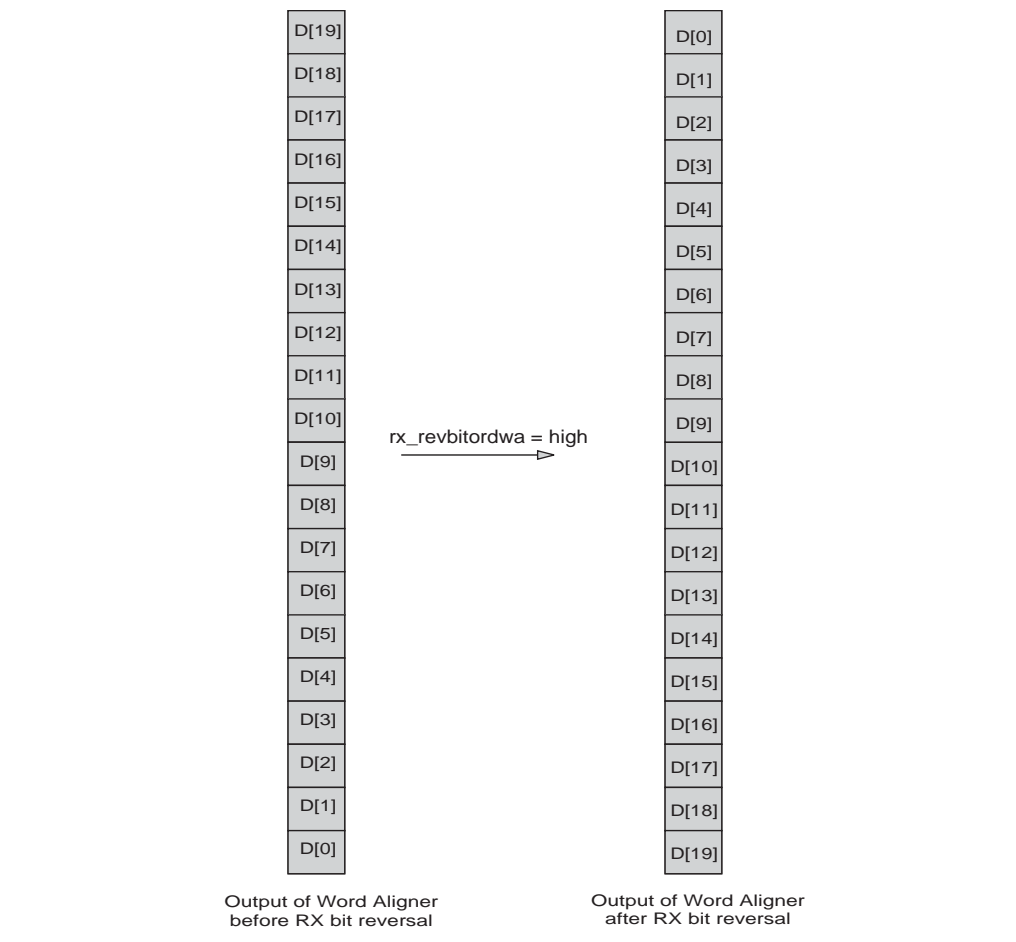 D[19]
D[18]
D[17]
D[16]
D[15]
D[14]
D[13]
D[12]
D[11]
D[10]
D[9]
D[8]
D[7]
D[6]
D[5]
D[4]
D[3]
D[2]
D[1]
D[0]
Output of Word Aligner
before RX bit reversal
rx_revbitordwa = high
D[0]
D[1]
D[2]
D[3]
D[4]
D[5]
D[6]
D[7]
D[8]
D[9]
D[10]
D[11]
D[12]
D[13]
D[14]
D[15]
D[16]
D[17]
D[18]
D[19]
Output of Word Aligner
after RX bit reversal